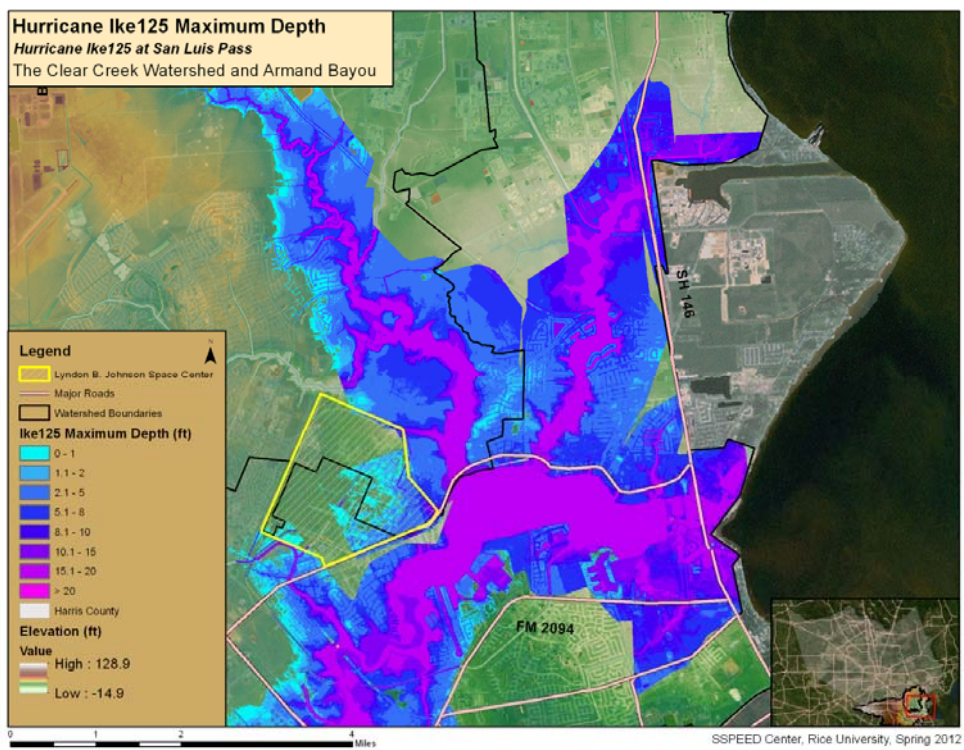 Hurricane Ike125 Maximum Depth
Hurricane Ike125 at San Luis Pass
The Clear Creek Watershed and Armand Bayou
B
SH 146
Legend
N
Lyndon B. Johnson Space Center
Major Roads
Watershed Boundaries
Ike125 Maximum Depth (ft)
0 - 1
1.1 - 2
2.1 - 5
5.1 - 8
8.1 - 10
10.1 - 15
15.1 - 20
> 20
Harris County
Elevation (ft)
Value
High : 128.9
Low : -14.9
FM 2094
0 1 2 4
Miles
SSPEED Center, Rice University, Spring 2012